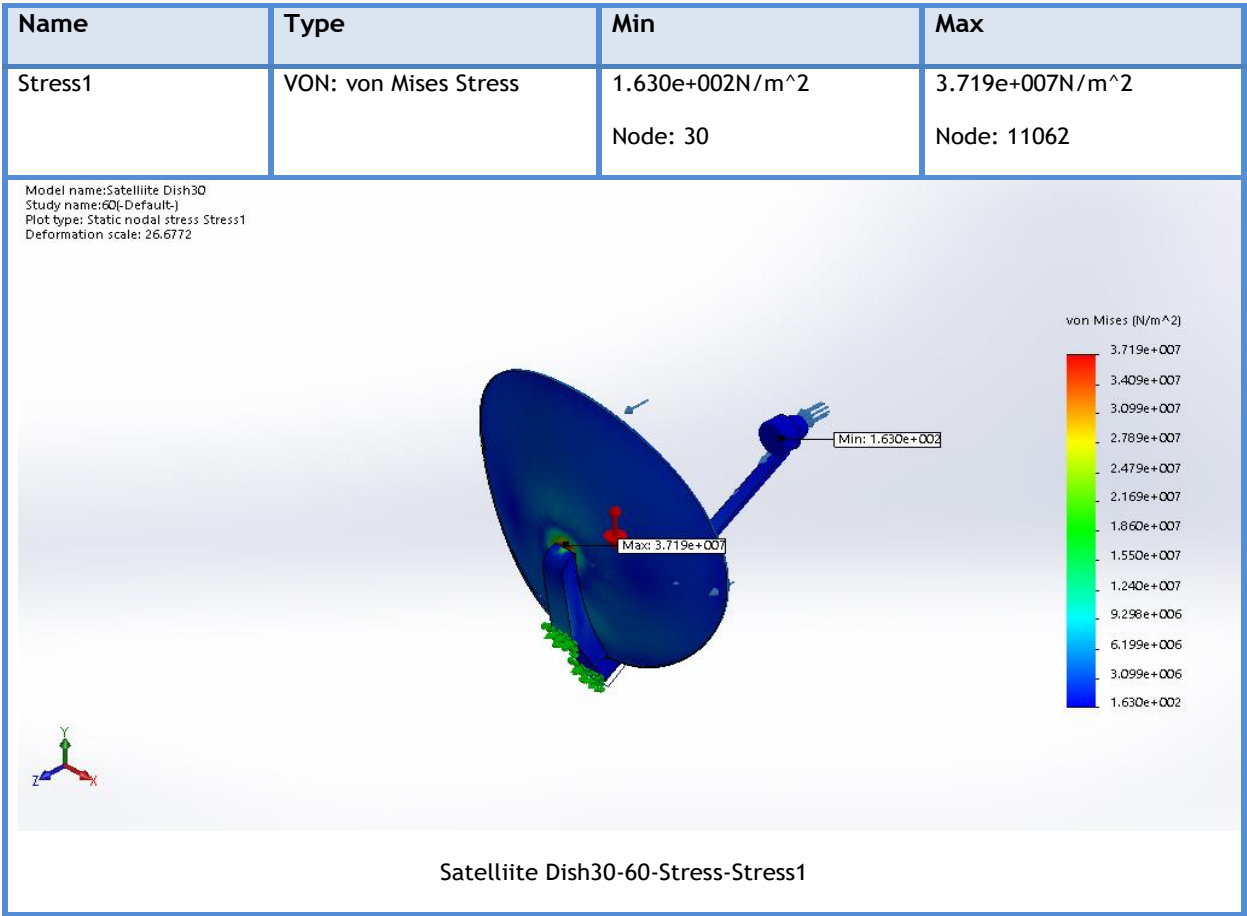 Name Type Min Max
Stress1 VON: von Mises Stress 1.630e+002N/m^2 3.719e+007N/m^2
Node: 30 Node: 11062
Model name:Satelliite Dish30
Study name:60(-Default-)
Plot type: Static nodal stress Stress1
Deformation scale: 26.6772
von Mises (N/m^2)
3.719e+007
3.409e+007
3.099e+007
2.789e+007
2.479e+007
2.169e+007
1.860e+007
1.550e+007
1.240e+007
9.298e+006
6.199e+006
3.099e+006
1.630e+002
Min: 1.630e+002
Max: 3.719e+007
Y
Z
X
Satelliite Dish30-60-Stress-Stress1